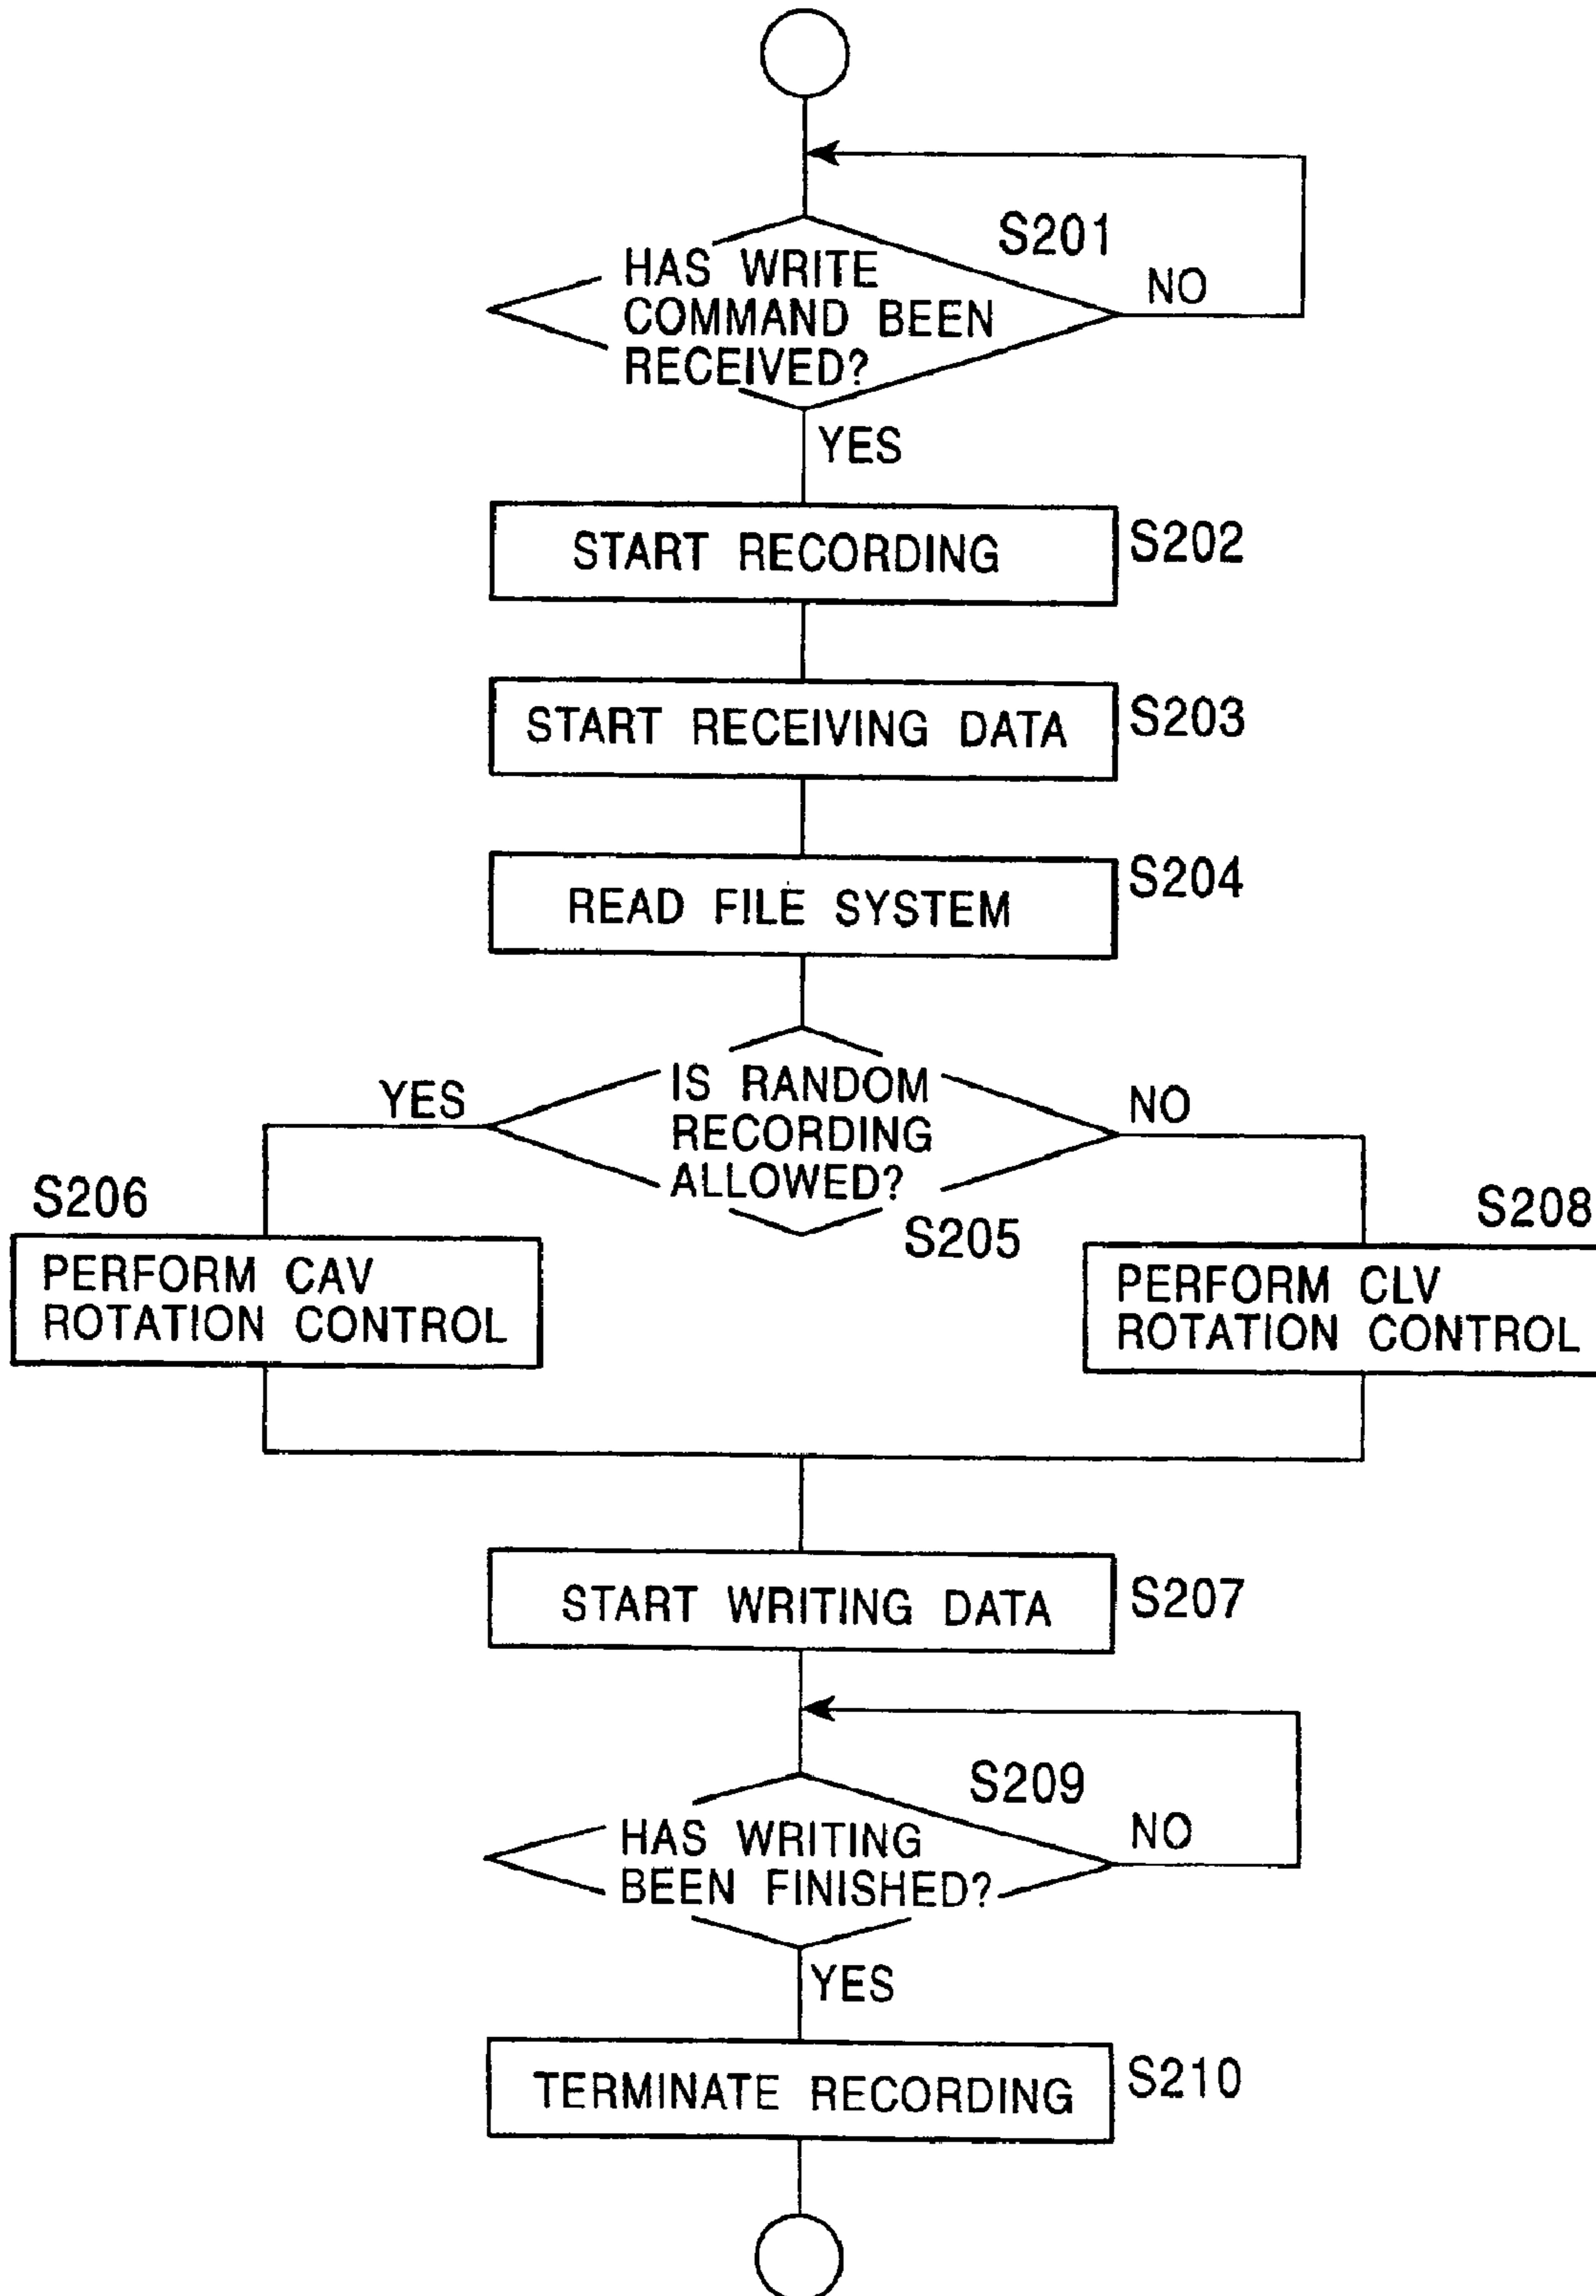 S201
HAS WRITE
COMMAND BEEN
RECEIVED?
NO
YES
START RECORDING
S202
START RECEIVING DATA
S203
READ FILE SYSTEM
S204
IS RANDOM
RECORDING
ALLOWED?
YES
NO
S205
S206
PERFORM CAV
ROTATION CONTROL
S208
PERFORM CLV
ROTATION CONTROL
START WRITING DATA
S207
S209
HAS WRITING
BEEN FINISHED?
NO
YES
TERMINATE RECORDING
S210